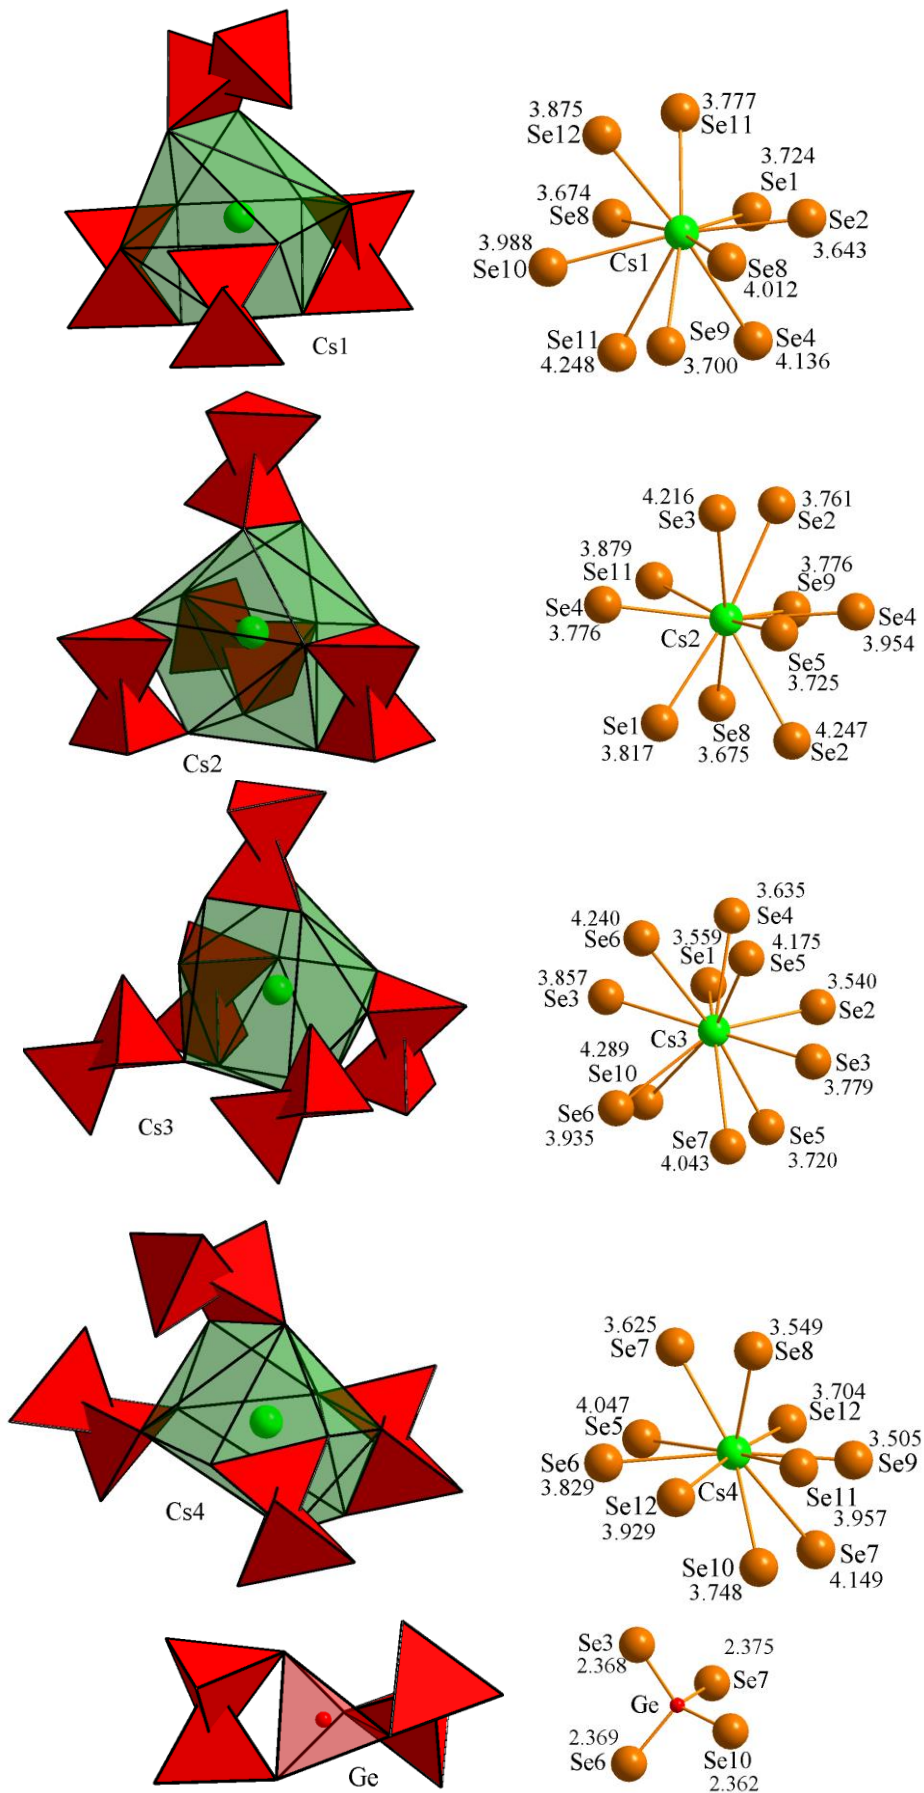 3.875
Se12
3.777
Se11
3.724
Se1
3.674
Se8
Se2
3.643
3.988
Se10
Cs1
Se8
4.012
Se11
4.248
Se9
3.700
Se4
4.136
Cs1
4.216
Se3
3.761
Se2
3.879
Se11
3.776
Se9
Se4
3.776
Cs2
Se4
3.954
Se5
3.725
Se1
3.817
Se8
3.675
4.247
Se2
Cs2
3.635
Se4
4.240
Se6
3.559
Se1
4.175
Se5
3.857
Se3
3.540
Se2
Cs3
4.289
Se10
Se3
3.779
Se6
3.935
Se7
4.043
Se5
3.720
Cs3
3.625
Se7
3.549
Se8
3.704
Se12
4.047
Se5
3.505
Se9
Se6
3.829
Cs4
Se12
3.929
Se11
3.957
Se10
3.748
Se7
4.149
Cs4
Se3
2.368
2.375
Se7
Ge
2.369
Se6
Se10
2.362
Ge